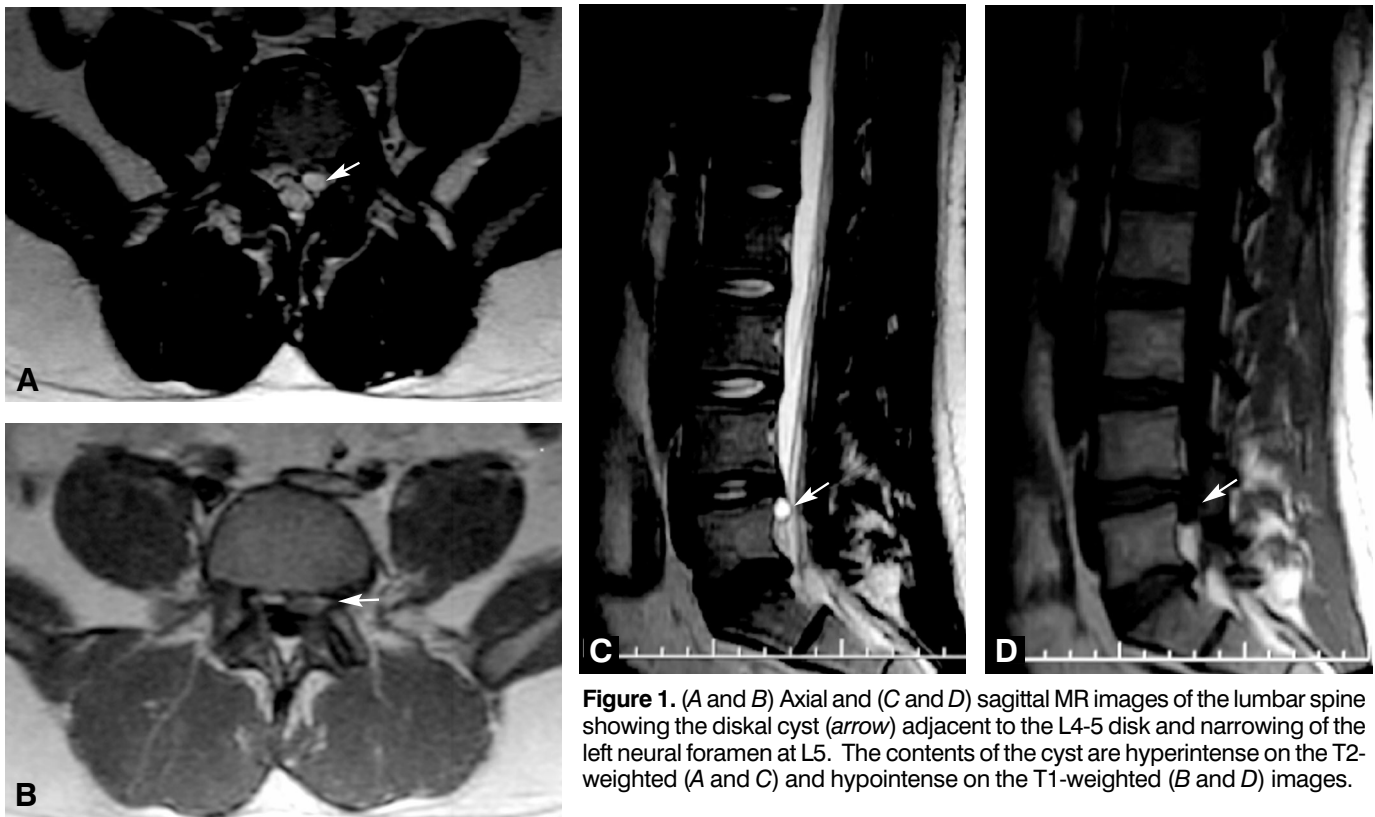 A
B
C
D
Figure 1. (A and B) Axial and (C and D) sagittal MR images of the lumbar spine
showing the diskal cyst (arrow) adjacent to the L4-5 disk and narrowing of the
left neural foramen at L5. The contents of the cyst are hyperintense on the T2-
weighted (A and C) and hypointense on the T1-weighted (B and D) images.